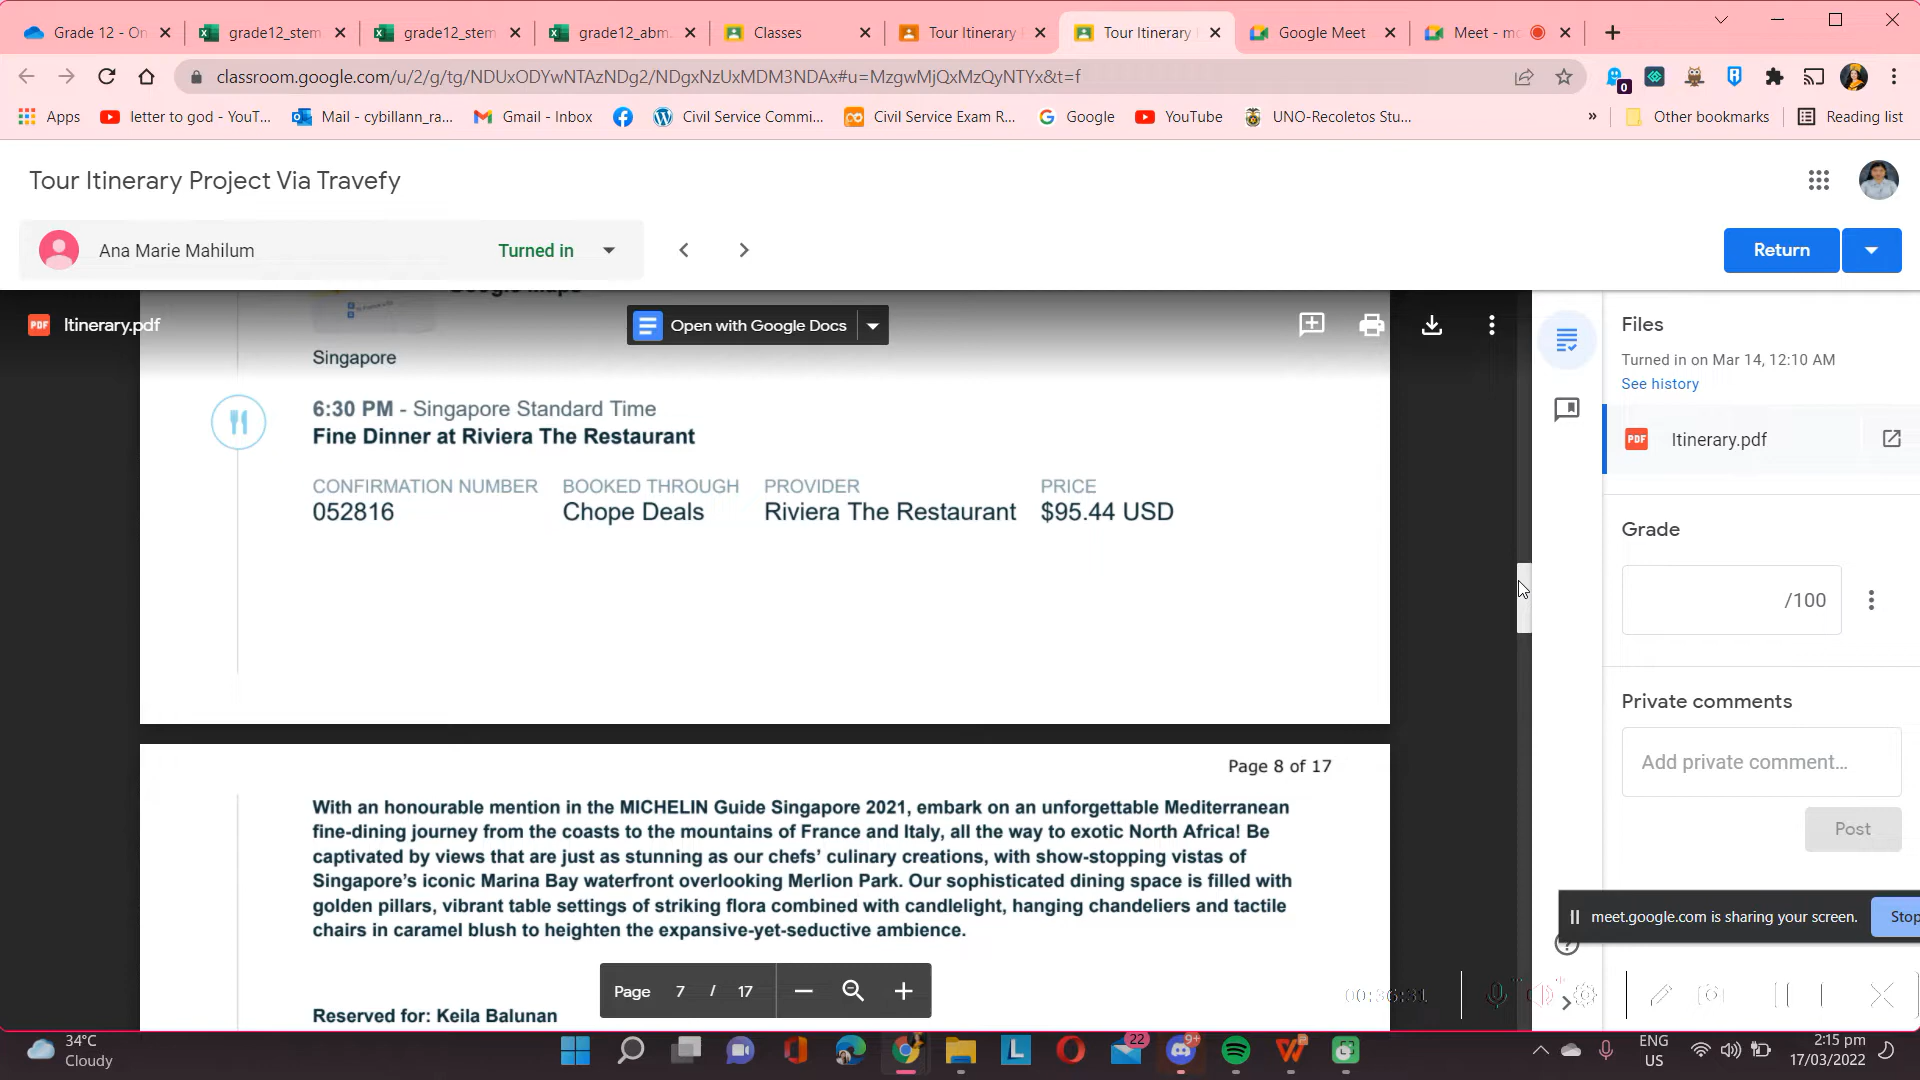 Grade 12 - On
grade12_stem
grade12_stem
grade12_abm
Classes
Tour Itinerary
Tour Itinerary
Google Meet
Meet - m
classroom.google.com/u/2/g/tg/NDUxODYwNTAzNDg2/NDgxNzUxMDM3NDAx#u=MzgwMjQxMzQyNTYx&t=f
0
Apps
letter to god - YouT...
Mail - cybillann_ra...
Gmail - Inbox
Civil Service Commi...
Civil Service Exam R...
Google
YouTube
UNO-Recoletos Stu...
»
Other bookmarks
Reading list
Tour Itinerary Project Via Travefy
Ana Marie Mahilum
Turned in
Return
PDF
Itinerary.pdf
Open with Google Docs
Google Maps
Singapore
6:30 PM - Singapore Standard Time
Fine Dinner at Riviera The Restaurant
CONFIRMATION NUMBER BOOKED THROUGH PROVIDER PRICE
052816 Chope Deals Riviera The Restaurant $95.44 USD
Page 8 of 17
With an honourable mention in the MICHELIN Guide Singapore 2021, embark on an unforgettable Mediterranean
fine-dining journey from the coasts to the mountains of France and Italy, all the way to exotic North Africa! Be
captivated by views that are just as stunning as our chefs' culinary creations, with show-stopping vistas of
Singapore's iconic Marina Bay waterfront overlooking Merlion Park. Our sophisticated dining space is filled with
golden pillars, vibrant table settings of striking flora combined with candlelight, hanging chandeliers and tactile
chairs in caramel blush to heighten the expansive-yet-seductive ambience.
Reserved for: Keila Balunan
Page 7 / 17
Files
Turned in on Mar 14, 12:10 AM
See history
PDF
Itinerary.pdf
Grade
/100
Private comments
Add private comment...
Post
meet.google.com is sharing your screen.
Stop
00:36:31
34°C
Cloudy
22
9+
ENG
US
2:15 pm
17/03/2022